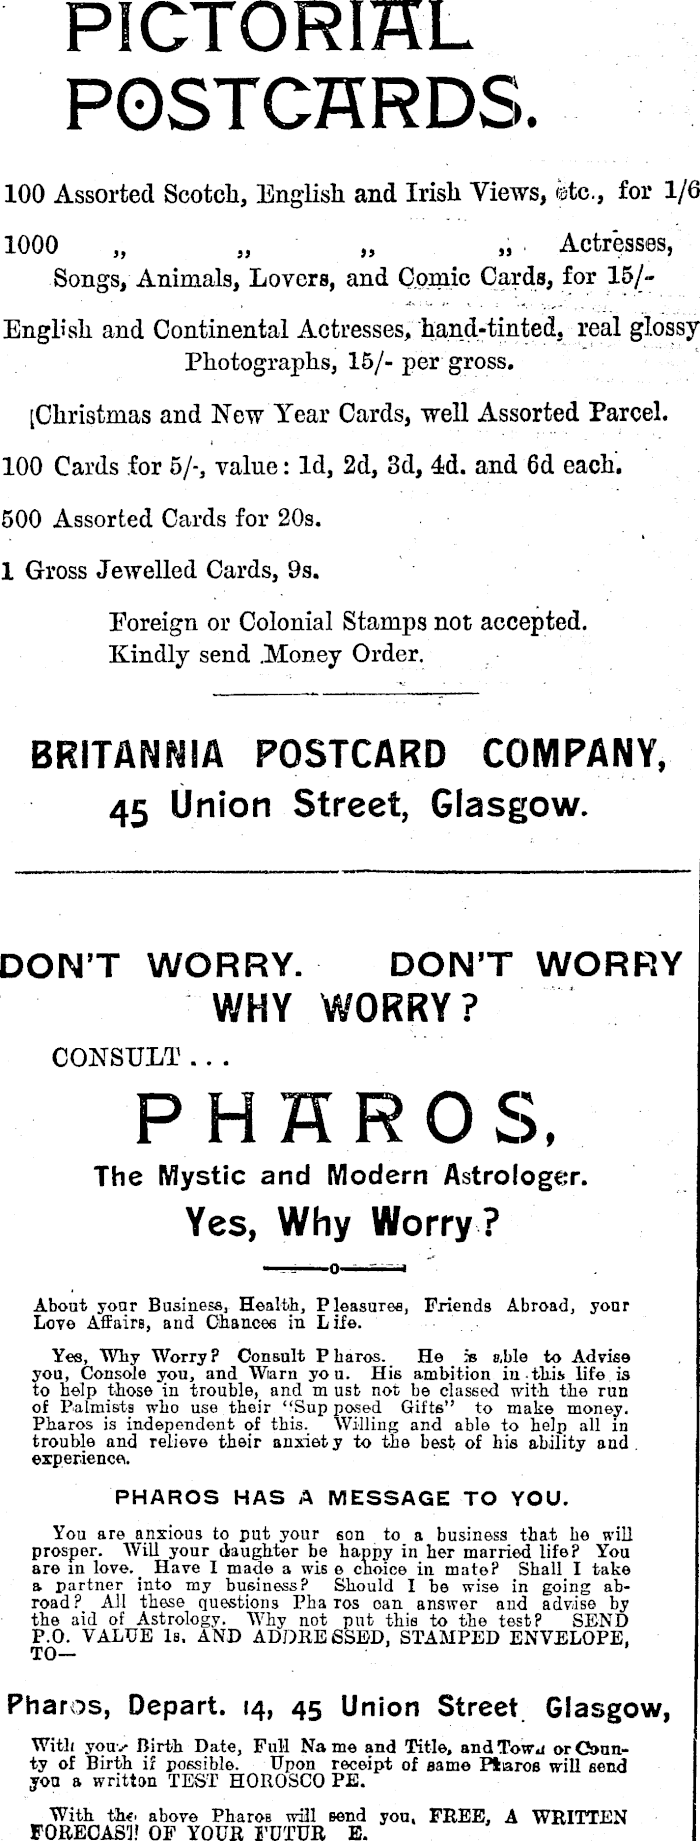 PICTORIAL
POSTCARDS.
100 Assorted Scotch, English and Irish Views, etc., for 1/6
1000 ,, ,, ,, ,, Actresses,
Songs, Animals, Lovers, and Comic Cards, for 15/-
English and Continental Actresses, hand-tinted, real glossy
Photographs, 15/- per gross.
Christmas and New Year Cards, well Assorted Parcel.
100 Cards for 5/-, value: 1d, 2d, 3d, 4d. and 6d each.
500 Assorted Cards for 20s.
1 Gross Jewelled Cards, 9s.
Foreign or Colonial Stamps not accepted.
Kindly send Money Order.
BRITANNIA POSTCARD COMPANY,
45 Union Street, Glasgow.
DON'T WORRY. DON'T WORRY
WHY WORRY?
CONSULT...
PHAROS,
The Mystic and Modern Astrologer.
Yes, Why Worry?
About your Business, Health, Pleasures, Friends Abroad, your
Love Affairs, and Chances in Life.
Yes, Why Worry? Consult Pharos. He is able to Advise
you, Console you, and Warn you. His ambition in this life is
to help those in trouble, and must not be classed with the run
of Palmists who use their "Supposed Gifts" to make money.
Pharos is independent of this. Willing and able to help all in
trouble and relieve their anxiety to the best of his ability and
experience.
PHAROS HAS A MESSAGE TO YOU.
You are anxious to put your son to a business that he will
prosper. Will your daughter be happy in her married life? You
are in love. Have I made a wise choice in mate? Shall I take
a partner into my business? Should I be wise in going ab-
road? All these questions Pharos can answer and advise by
the aid of Astrology. Why not put this to the test? SEND
P.O. VALUE 1s. AND ADDRESSED, STAMPED ENVELOPE,
TO—
Pharos, Depart. 14, 45 Union Street Glasgow,
With your Birth Date, Full Name and Title, and Town or Coun-
ty of Birth if possible. Upon receipt of same Pharos will send
you a written TEST HOROSCOPE.
With the above Pharos will send you, FREE, A WRITTEN
FORECAST OF YOUR FUTURE.